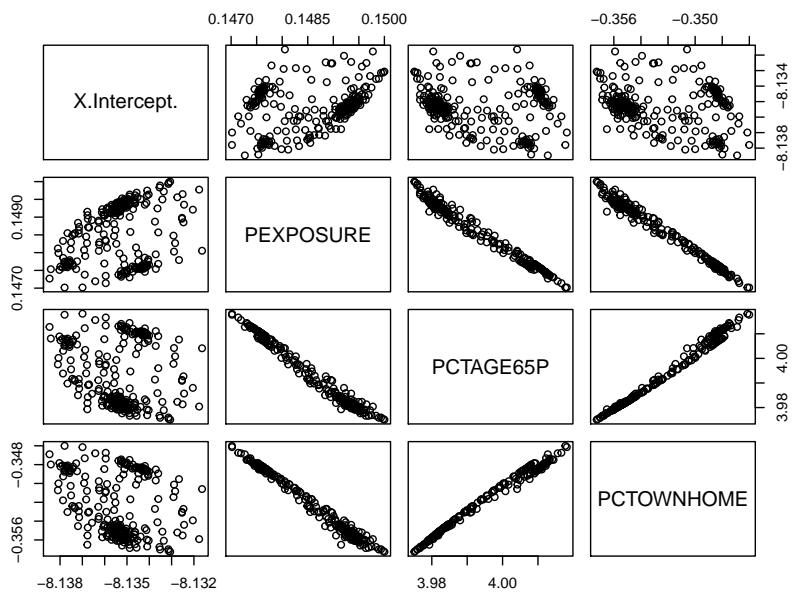 0.1470 0.1485 0.1500
−0.356 −0.350
X.Intercept.
−8.138 −8.134
0.1470 0.1490
PEXPOSURE
PCTAGE65P
3.98 4.00
−0.356 −0.348
PCTOWNHOME
−8.138 −8.135 −8.132
3.98 4.00